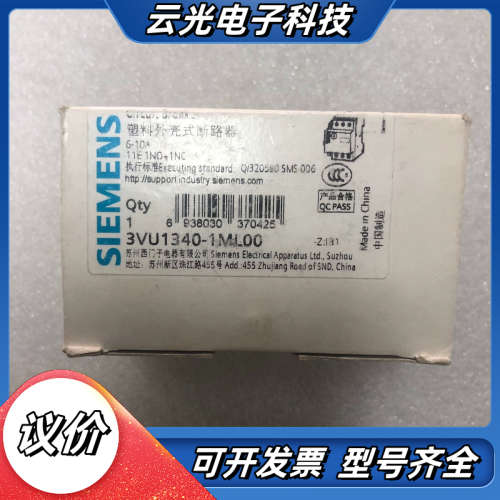 云光电子科技
SIEMENS
塑料外壳式断路器
6-10A
11E 1NO+1NC
执行标准Executing standard: Q/320580 SMS 006
http://support.industry.siemens.com
CCC
产品合格
QC PASS
Qty
1 6 938030 370425
3VU1340-1ML00
苏州西门子电器有限公司 Siemens Electrical Apparatus Ltd., Suzhou
地址: 苏州新区珠江路455号 Add.:455 Zhujiang Road of SND, China
Made in China
中国制造
议价
可开发票 型号齐全